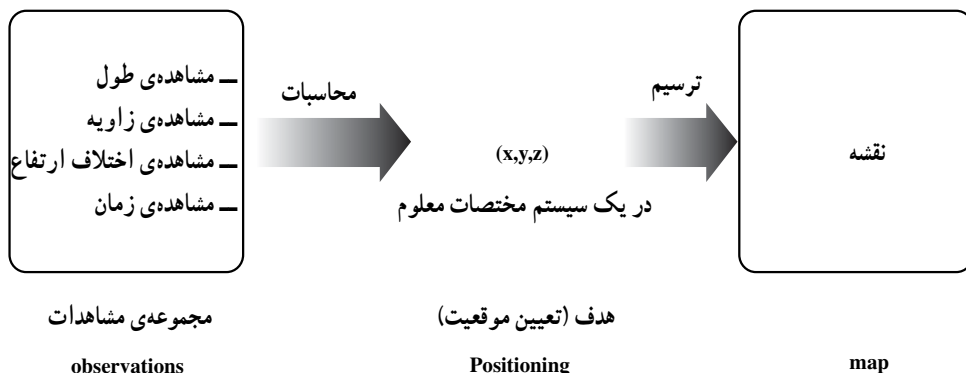 ـ مشاهده‌ی طول
ـ مشاهده‌ی زاویه
ـ مشاهده‌ی اختلاف ارتفاع
ـ مشاهده‌ی زمان
محاسبات
(x,y,z)
در یک سیستم مختصات معلوم
ترسیم
نقشه
مجموعه‌ی مشاهدات
observations
هدف (تعیین موقعیت)
Positioning
map